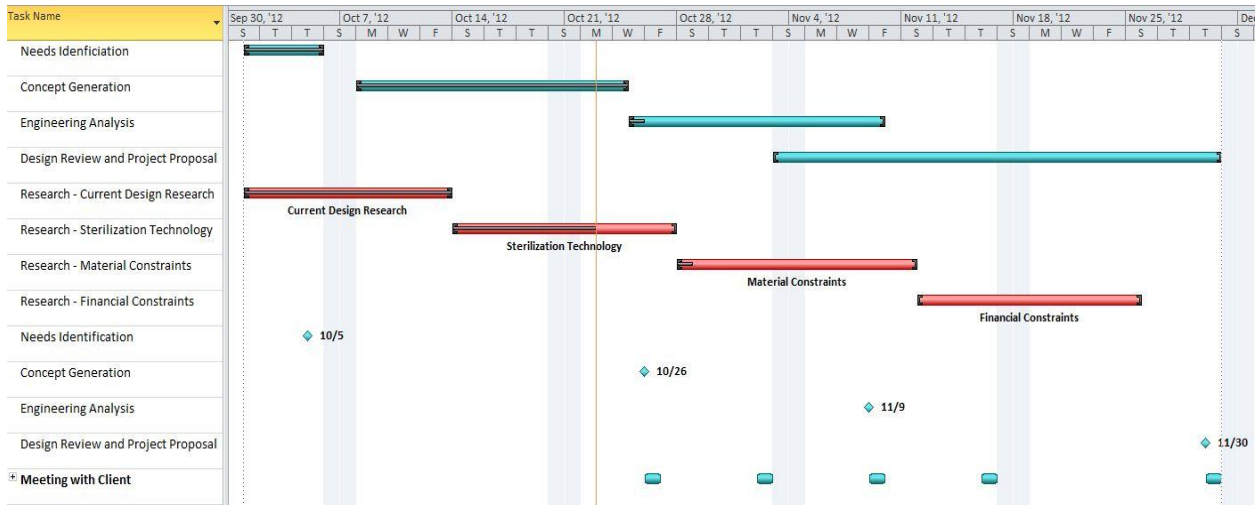 Task Name
Sep 30, '12 Oct 7, '12 Oct 14, '12 Oct 21, '12 Oct 28, '12 Nov 4, '12 Nov 11, '12 Nov 18, '12 Nov 25, '12 De
S T T S M W F S T T S M W F S T T S M W F S T T S M W F S T T S
Needs Idenficiation
Concept Generation
Engineering Analysis
Design Review and Project Proposal
Research - Current Design Research
Current Design Research
Research - Sterilization Technology
Sterilization Technology
Research - Material Constraints
Material Constraints
Research - Financial Constraints
Financial Constraints
Needs Identification 10/5
Concept Generation 10/26
Engineering Analysis 11/9
Design Review and Project Proposal 11/30
Meeting with Client